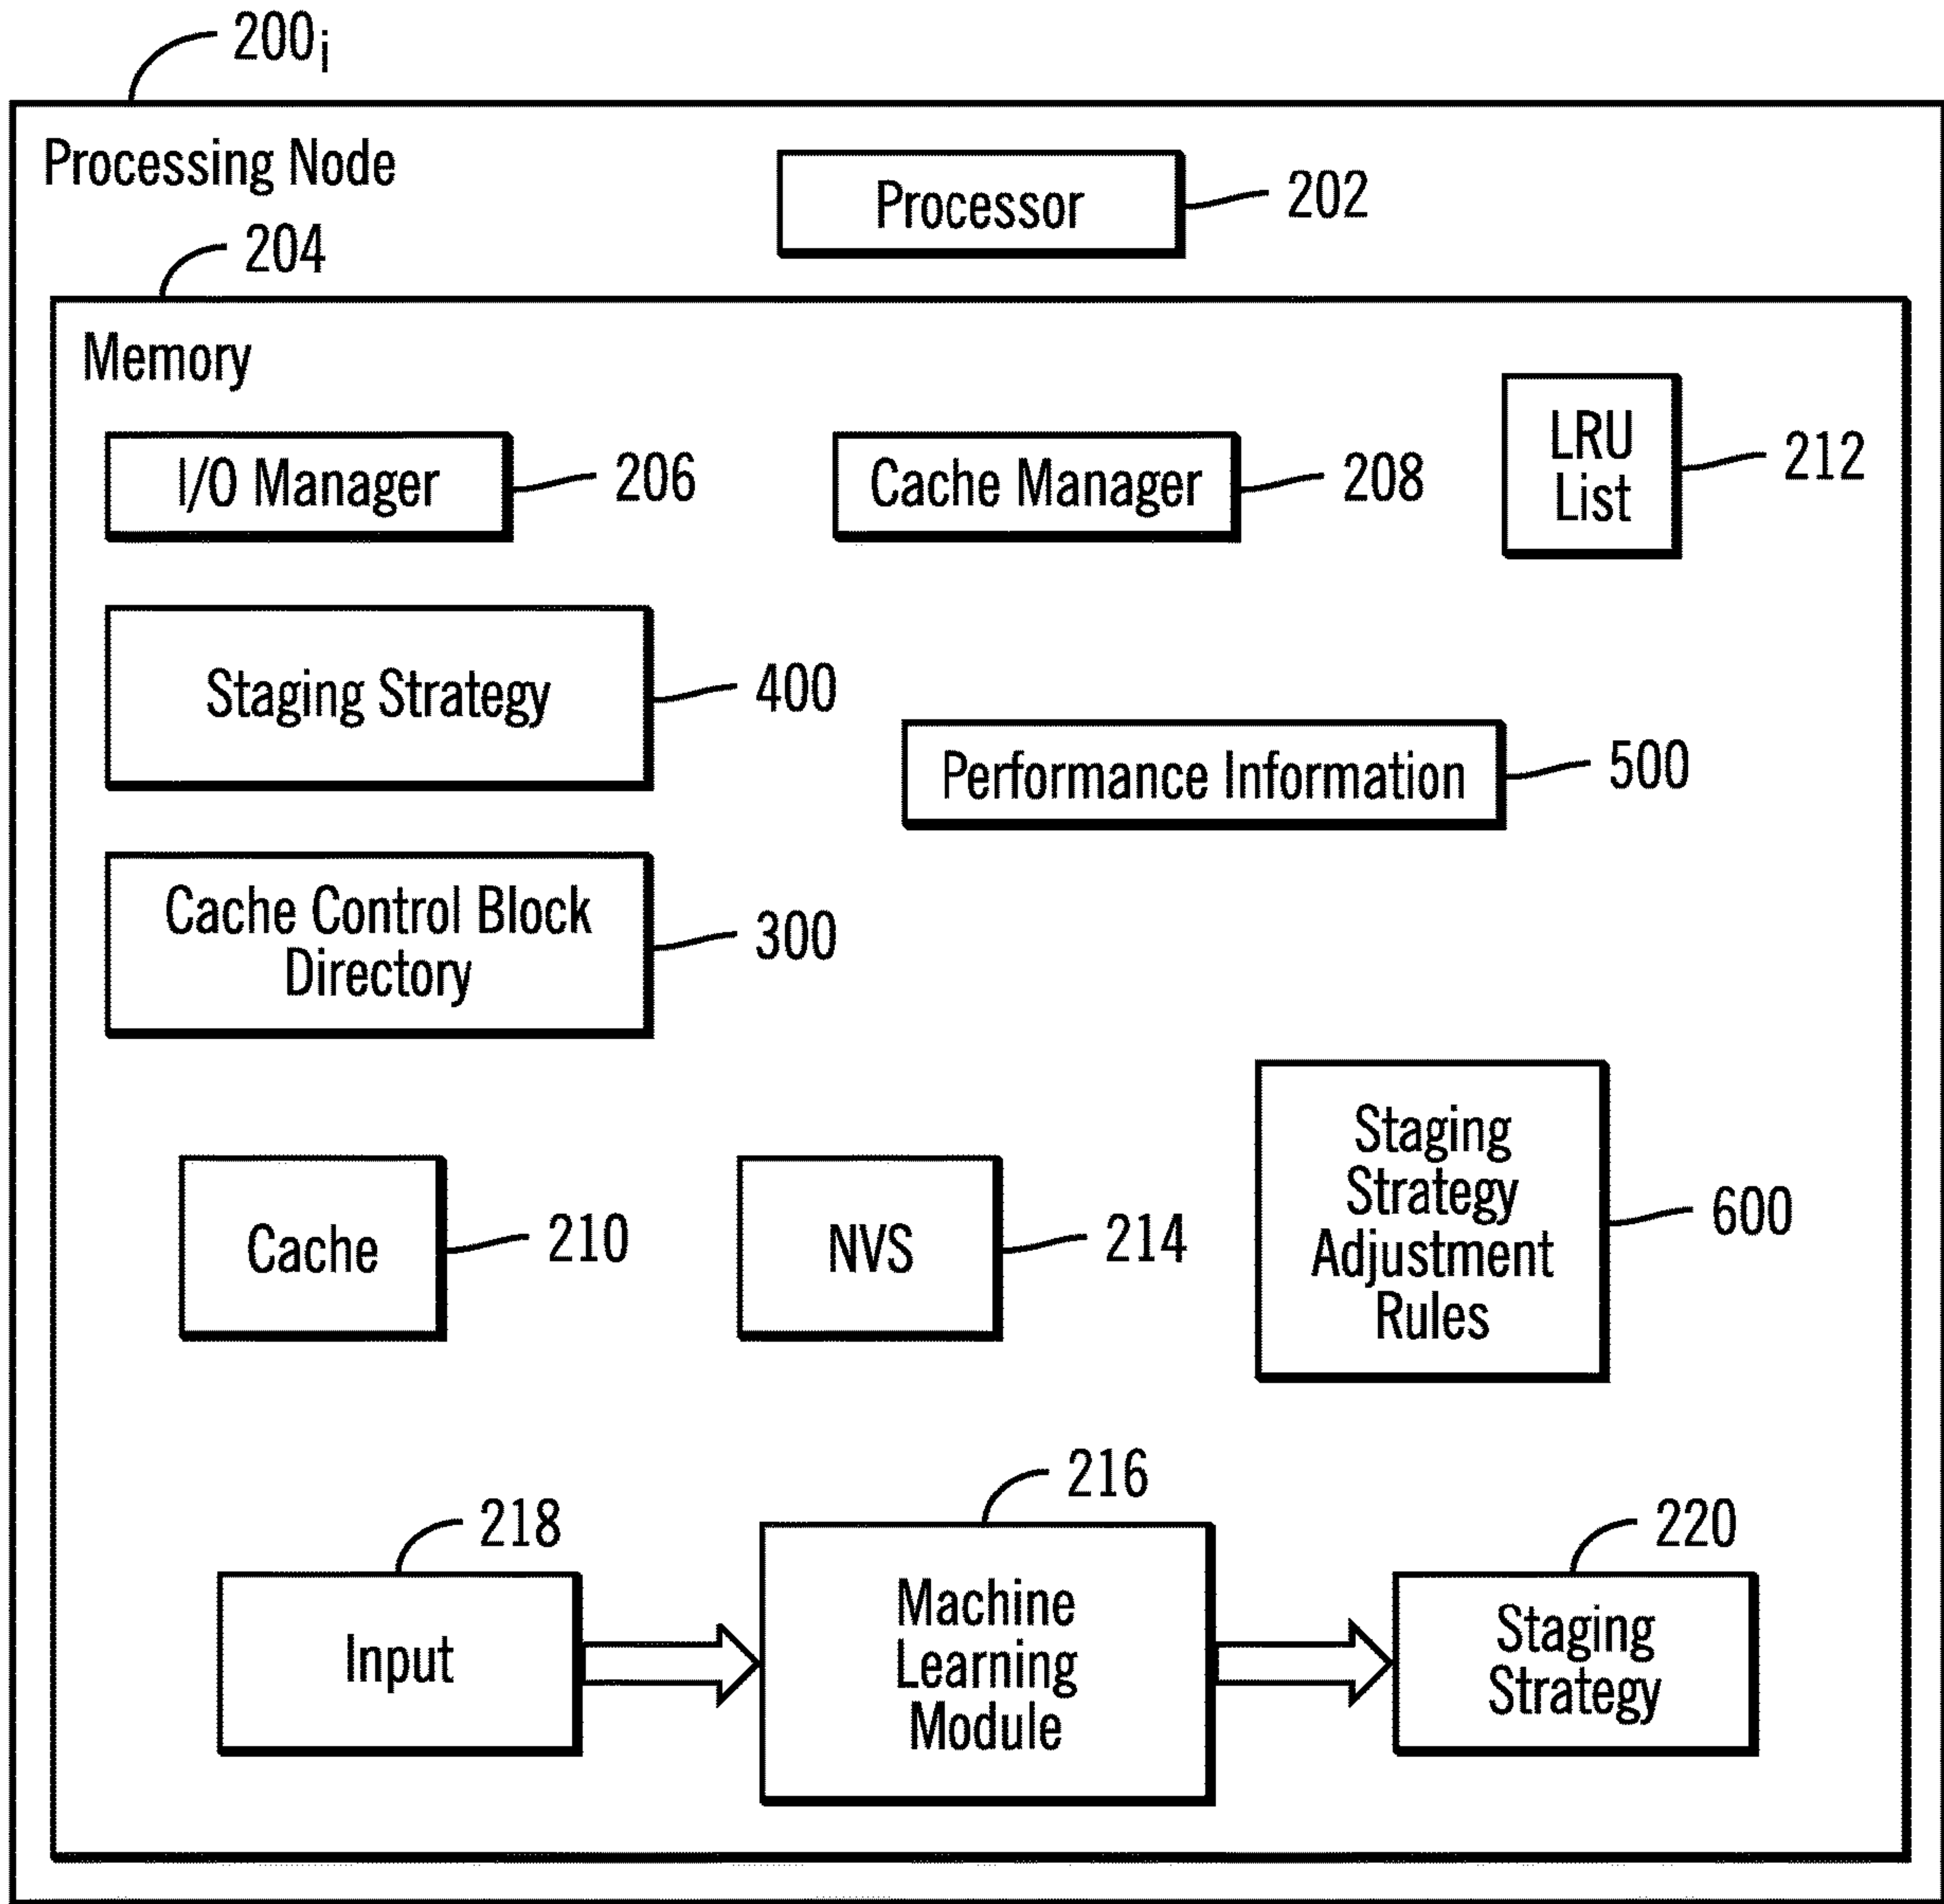 200i
Processing Node
Processor
202
204
Memory
I/O Manager
206
Cache Manager
208
LRU
List
212
Staging Strategy
400
Performance Information
500
Cache Control Block
Directory
300
Staging
Strategy
Adjustment
Rules
600
Cache
210
NVS
214
218
Input
216
Machine
Learning
Module
220
Staging
Strategy